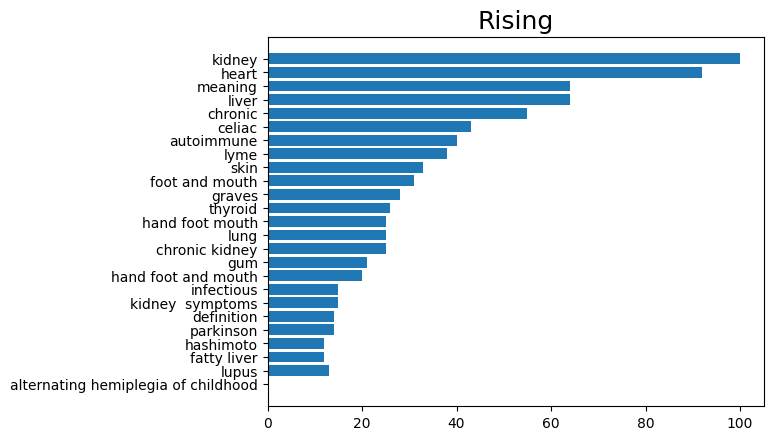 Rising
kidney
heart
meaning
liver
chronic
celiac
autoimmune
lyme
skin
foot and mouth
graves
thyroid
hand foot mouth
lung
chronic kidney
gum
hand foot and mouth
infectious
kidney  symptoms
definition
parkinson
hashimoto
fatty liver
lupus
alternating hemiplegia of childhood
0 20 40 60 80 100